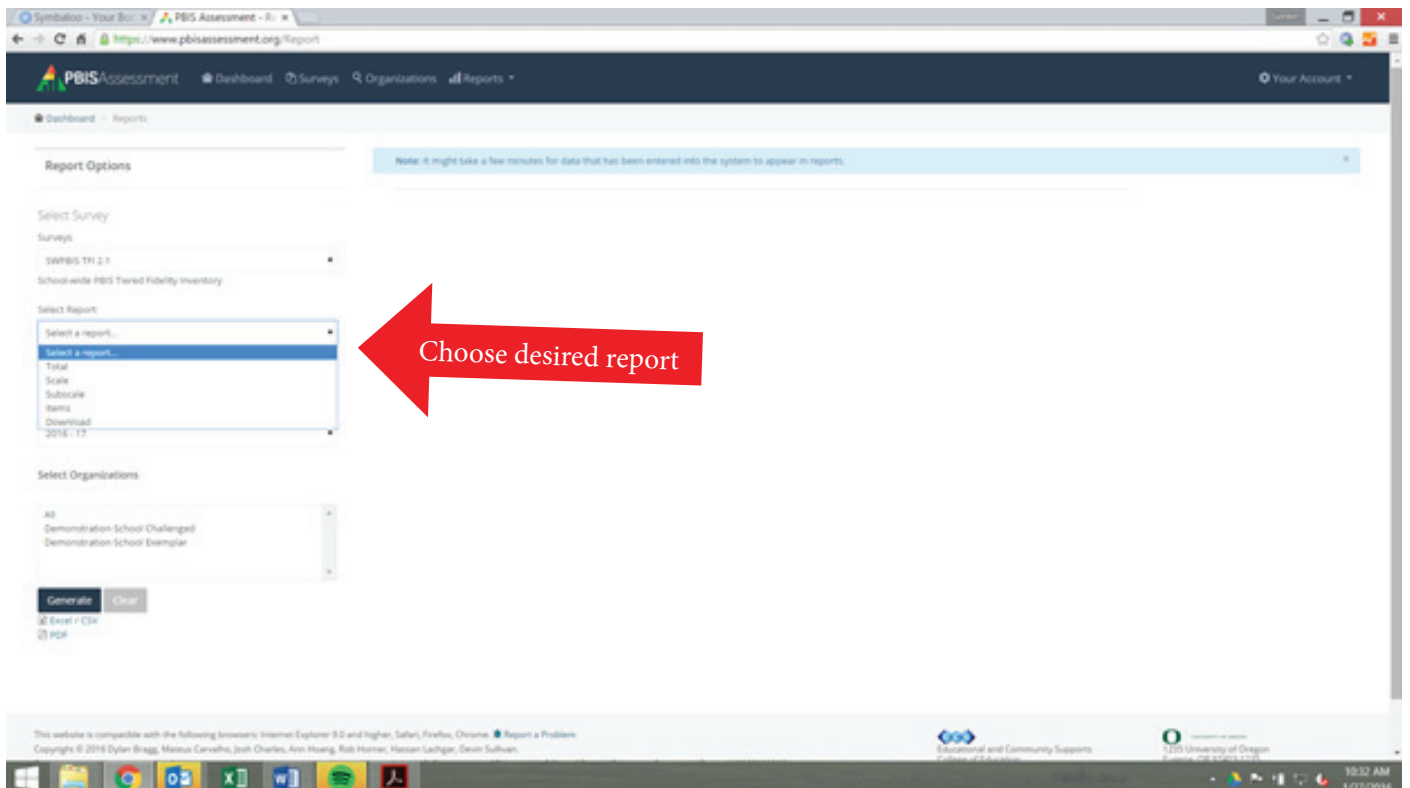 Symbaloo - Your Bo
PBIS Assessment - R
https://www.pbisassessment.org/Report
PBISAssessment Dashboard Surveys Organizations Reports Your Account
Dashboard Reports
Report Options
Note: It might take a few minutes for data that has been entered into the system to appear in reports.
Select Survey
Surveys
SWPBIS TFI 2.1
School-wide PBIS Tiered Fidelity Inventory
Select Report
Select a report...
Select a report...
Total
Scale
Subscale
Items
Download
2016 - 17
Choose desired report
Select Organizations
All
Demonstration School Challenged
Demonstration School Exemplar
Generate Clear
Excel / CSV
PDF
This website is compatible with the following browsers: Internet Explorer 9.0 and higher, Safari, Firefox, Chrome. Report a Problem
Copyright © 2016 Dylan Bragg, Mateus Carvalho, Josh Charles, Ann Hoang, Rob Horner, Hassan Lachgar, Devin Sullivan.
Educational and Community Supports
College of Education
1235 University of Oregon
10:32 AM